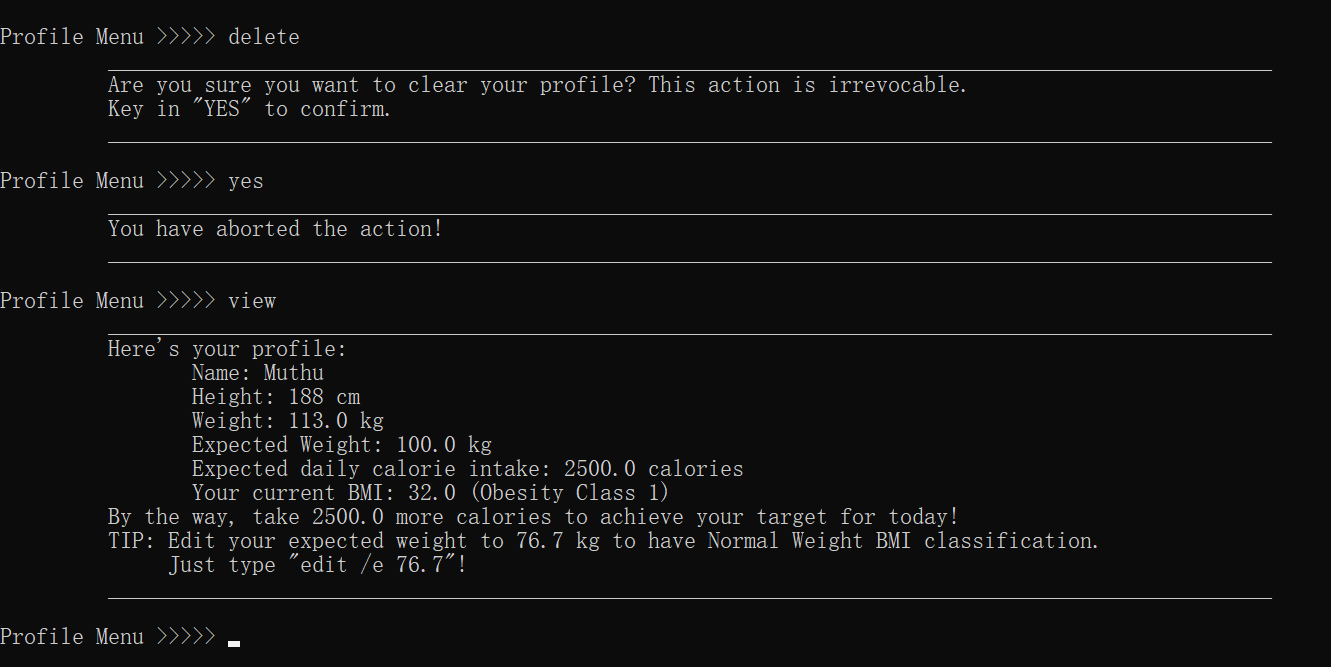 Profile Menu >>>>> delete
Are you sure you want to clear your profile? This action is irrevocable.
Key in "YES" to confirm.
Profile Menu >>>>> yes
You have aborted the action!
Profile Menu >>>>> view
Here's your profile:
Name: Muthu
Height: 188 cm
Weight: 113.0 kg
Expected Weight: 100.0 kg
Expected daily calorie intake: 2500.0 calories
Your current BMI: 32.0 (Obesity Class 1)
By the way, take 2500.0 more calories to achieve your target for today!
TIP: Edit your expected weight to 76.7 kg to have Normal Weight BMI classification.
Just type "edit /e 76.7"!
Profile Menu >>>>>